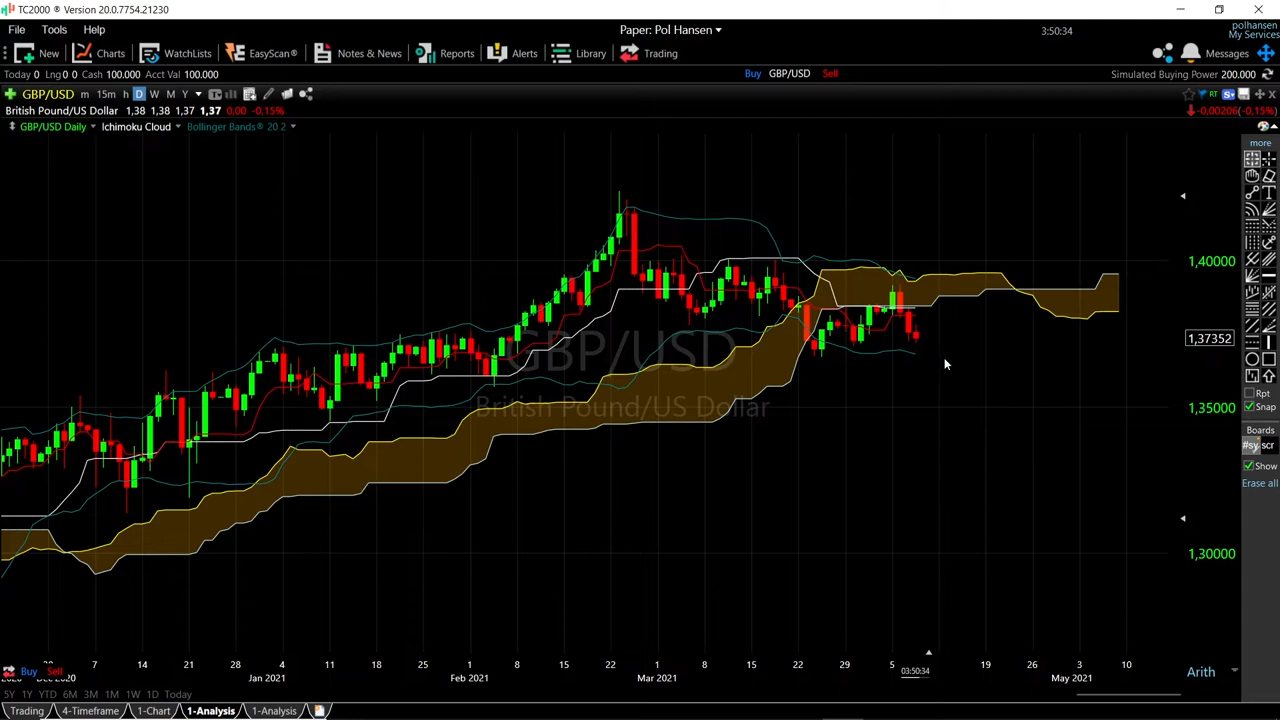 TC2000 ® Version 20.0.7754.21230
File Tools Help Paper: Pol Hansen 3:50:34 polhansen
My Services
New Charts WatchLists EasyScan® Notes & News Reports Alerts Library Trading Messages
Today 0 Lng 0 0 Cash 100.000 Acct Val 100.000 Buy GBP/USD Sell Simulated Buying Power 200.000
GBP/USD m 15m h D W M Y RT S
British Pound/US Dollar 1,38 1,38 1,37 1,37 0,00 -0,15% -0,00206 (-0,15%)
GBP/USD Daily Ichimoku Cloud Bollinger Bands® 20 2
more
1,40000
GBP/USD
1,37352
Rpt
British Pound/US Dollar
1,35000
Snap
Boards
#sy scr
Show
Erase all
1,30000
Buy Sell
7 14 21 28 4 11 18 25 1 8 15 22 1 8 15 22 29 5 19 26 3 10
03:50:34
Jan 2021 Feb 2021 Mar 2021 May 2021
Arith
5Y 1Y YTD 6M 3M 1M 1W 1D Today
Trading 4-Timeframe 1-Chart 1-Analysis 1-Analysis